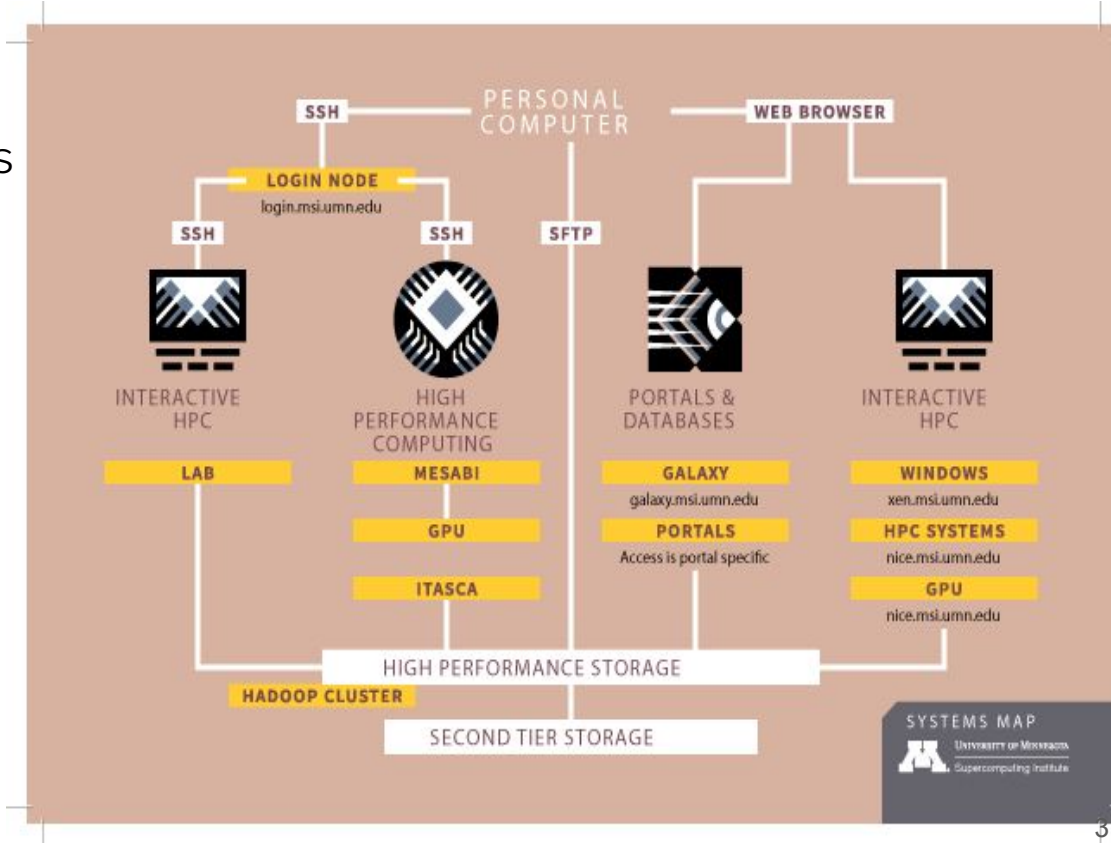 PERSONAL
COMPUTER
SSH
WEB BROWSER
S
LOGIN NODE
login.msi.umn.edu
SSH
SSH
SFTP
INTERACTIVE
HPC
HIGH
PERFORMANCE
COMPUTING
PORTALS &
DATABASES
INTERACTIVE
HPC
LAB
MESABI
GPU
ITASCA
GALAXY
galaxy.msi.umn.edu
PORTALS
Access is portal specific
WINDOWS
xen.msi.umn.edu
HPC SYSTEMS
nice.msi.umn.edu
GPU
nice.msi.umn.edu
HIGH PERFORMANCE STORAGE
HADOOP CLUSTER
SECOND TIER STORAGE
SYSTEMS MAP
M
UNIVERSITY OF MINNESOTA
Supercomputing Institute
3